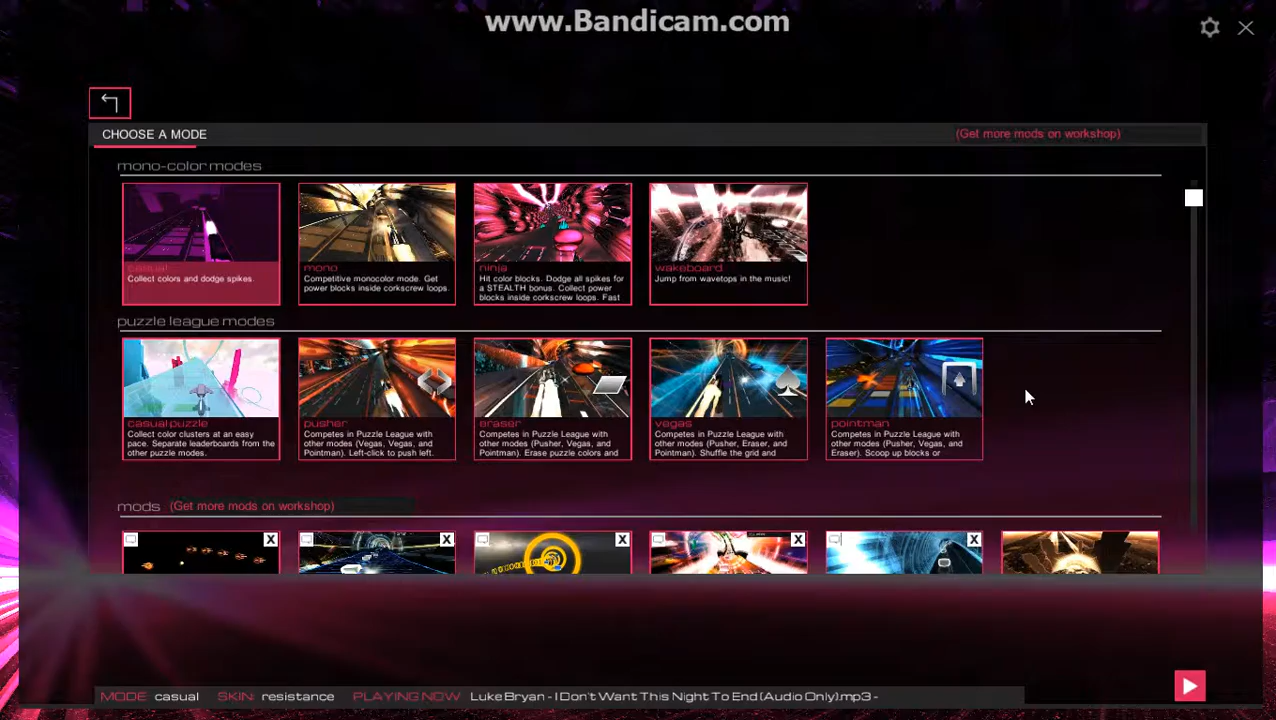 www.Bandicam.com
CHOOSE A MODE
(Get more mods on workshop)
mono-color modes
casual
Collect colors and dodge spikes.
mono
Competitive monocolor mode. Get
power blocks inside corkscrew loops.
ninja
Hit color blocks. Dodge all spikes for
a STEALTH bonus. Collect power
blocks inside corkscrew loops. Fast
wakeboard
Jump from wavetops in the music!
puzzle league modes
casual puzzle
Collect color clusters at an easy
pace. Separate leaderboards from the
other puzzle modes.
pusher
Competes in Puzzle League with
other modes (Vegas, Vegas, and
Pointman). Left-click to push left.
eraser
Competes in Puzzle League with
other modes (Pusher, Vegas, and
Pointman). Erase puzzle colors and
vegas
Competes in Puzzle League with
other modes (Pusher, Eraser, and
Pointman). Shuffle the grid and
pointman
Competes in Puzzle League with
other modes (Pusher, Vegas, and
Eraser). Scoop up blocks or
mods (Get more mods on workshop)
X
X
X
X
X
MODE casual SKIN: resistance PLAYING NOW Luke Bryan - I Don't Want This Night To End (Audio Only).mp3 -